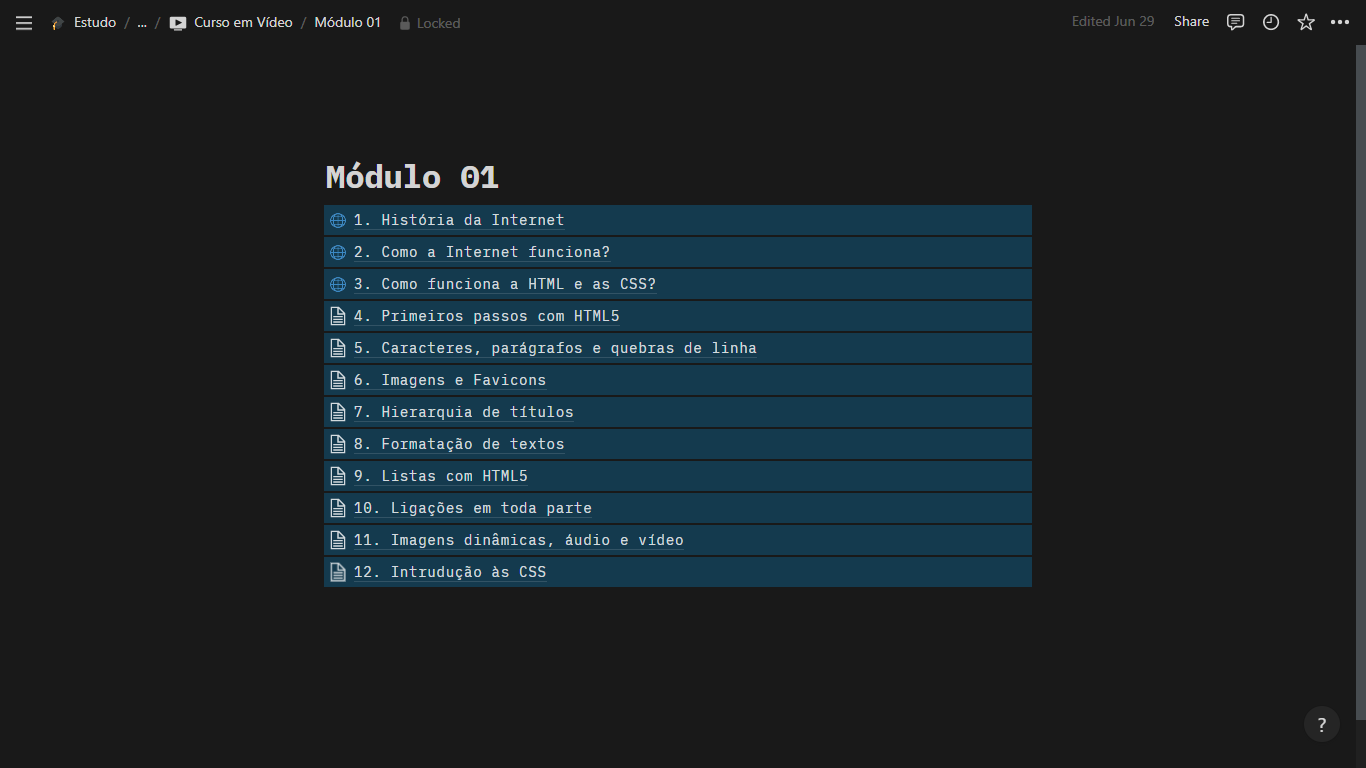 Estudo / ... / Curso em Vídeo / Módulo 01 Locked Edited Jun 29 Share
Módulo 01
1. História da Internet
2. Como a Internet funciona?
3. Como funciona a HTML e as CSS?
4. Primeiros passos com HTML5
5. Caracteres, parágrafos e quebras de linha
6. Imagens e Favicons
7. Hierarquia de títulos
8. Formatação de textos
9. Listas com HTML5
10. Ligações em toda parte
11. Imagens dinâmicas, áudio e vídeo
12. Intrudução às CSS
?